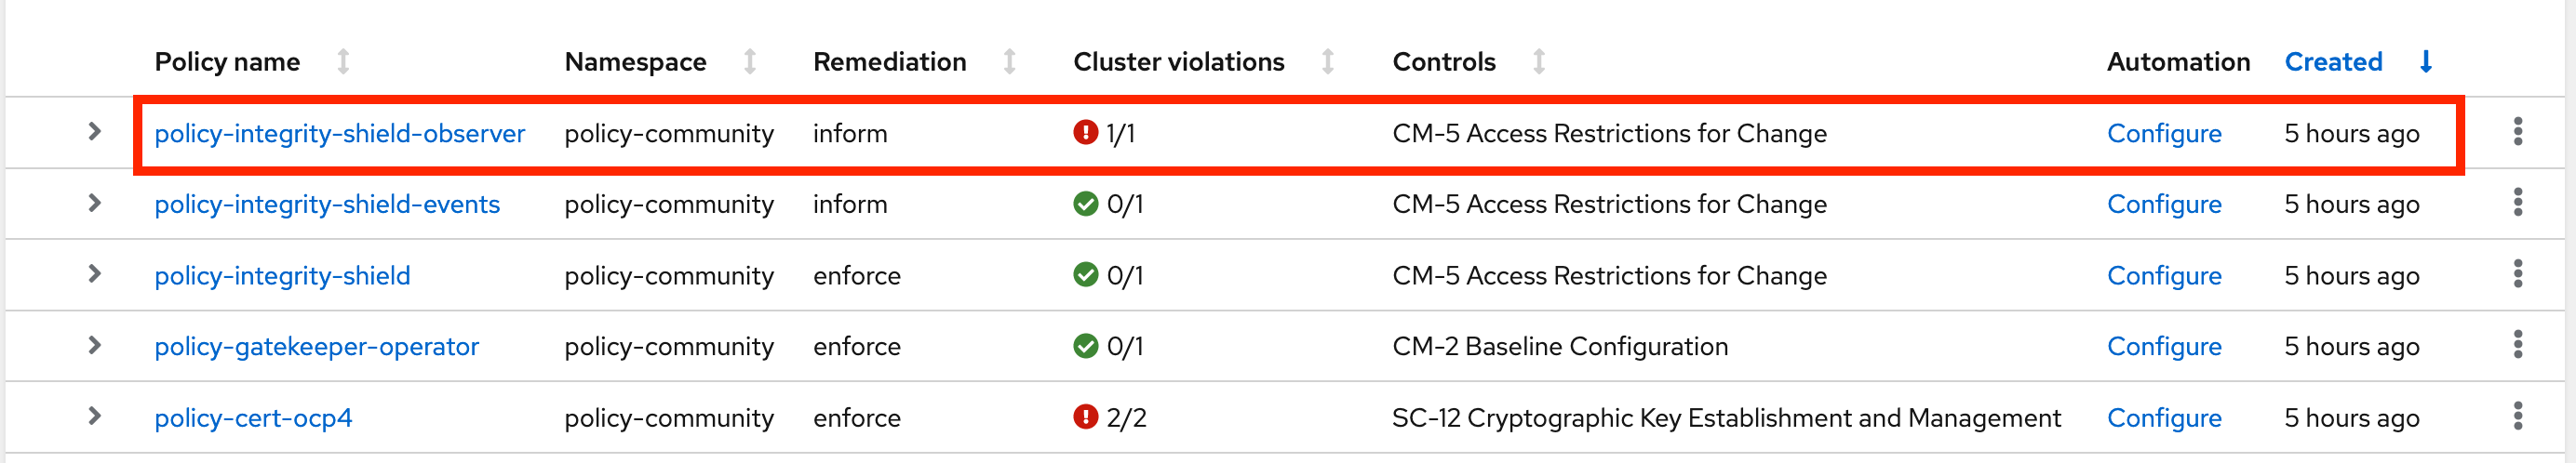 Policy name Namespace Remediation Cluster violations Controls Automation Created
policy-integrity-shield-observer policy-community inform 1/1 CM-5 Access Restrictions for Change Configure 5 hours ago
policy-integrity-shield-events policy-community inform 0/1 CM-5 Access Restrictions for Change Configure 5 hours ago
policy-integrity-shield policy-community enforce 0/1 CM-5 Access Restrictions for Change Configure 5 hours ago
policy-gatekeeper-operator policy-community enforce 0/1 CM-2 Baseline Configuration Configure 5 hours ago
policy-cert-ocp4 policy-community enforce 2/2 SC-12 Cryptographic Key Establishment and Management Configure 5 hours ago